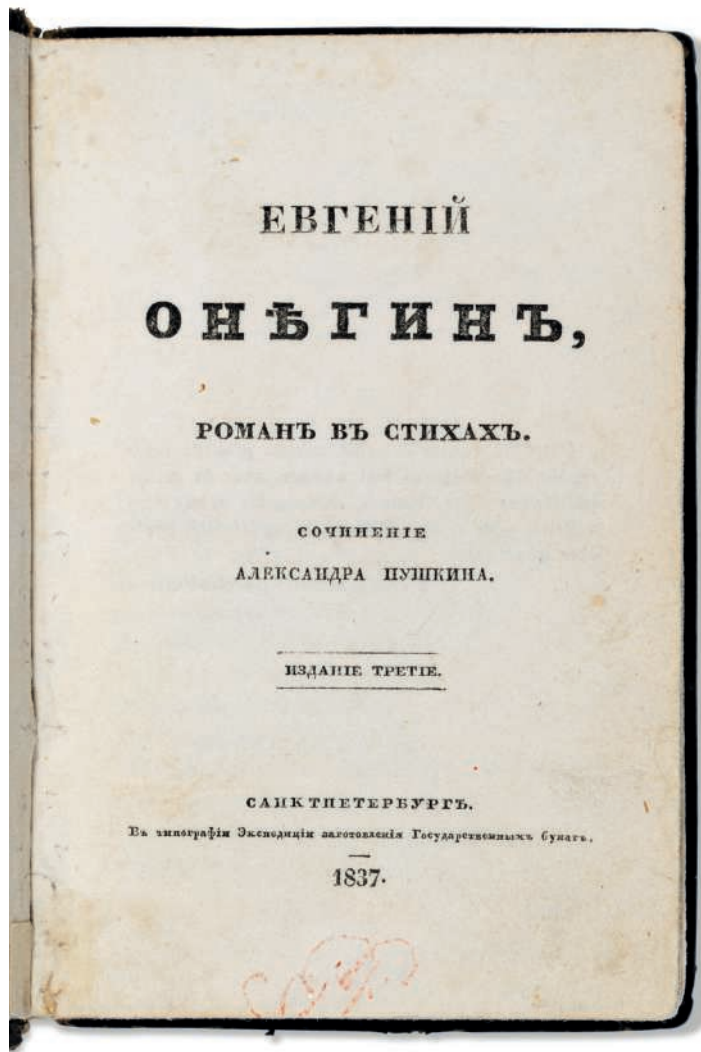 ЕВГЕНІЙ
ОНѢГИНЪ,
РОМАНЪ ВЪ СТИХАХЪ.
СОЧИНЕНІЕ
АЛЕКСАНДРА ПУШКИНА.
ИЗДАНІЕ ТРЕТІЕ.
САНКТПЕТЕРБУРГЪ.
Въ типографіи Экспедиціи заготовленія Государственныхъ бумагъ.
1837.